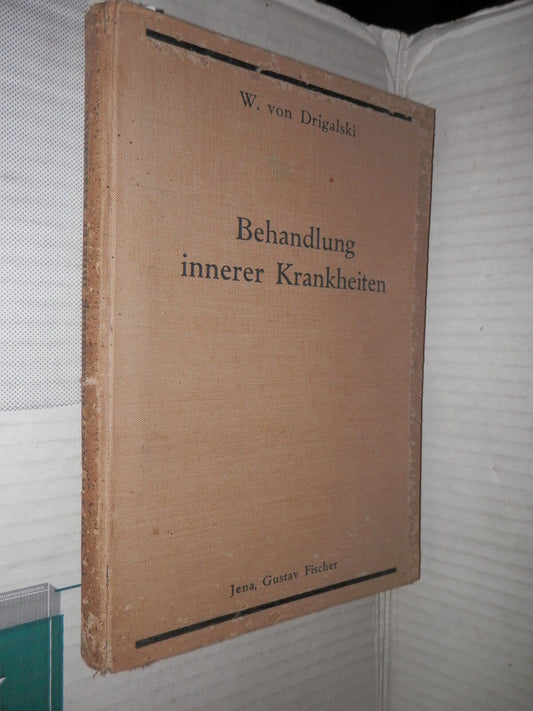 W. von Drigalski
Behandlung
innerer Krankheiten
Jena, Gustav Fischer